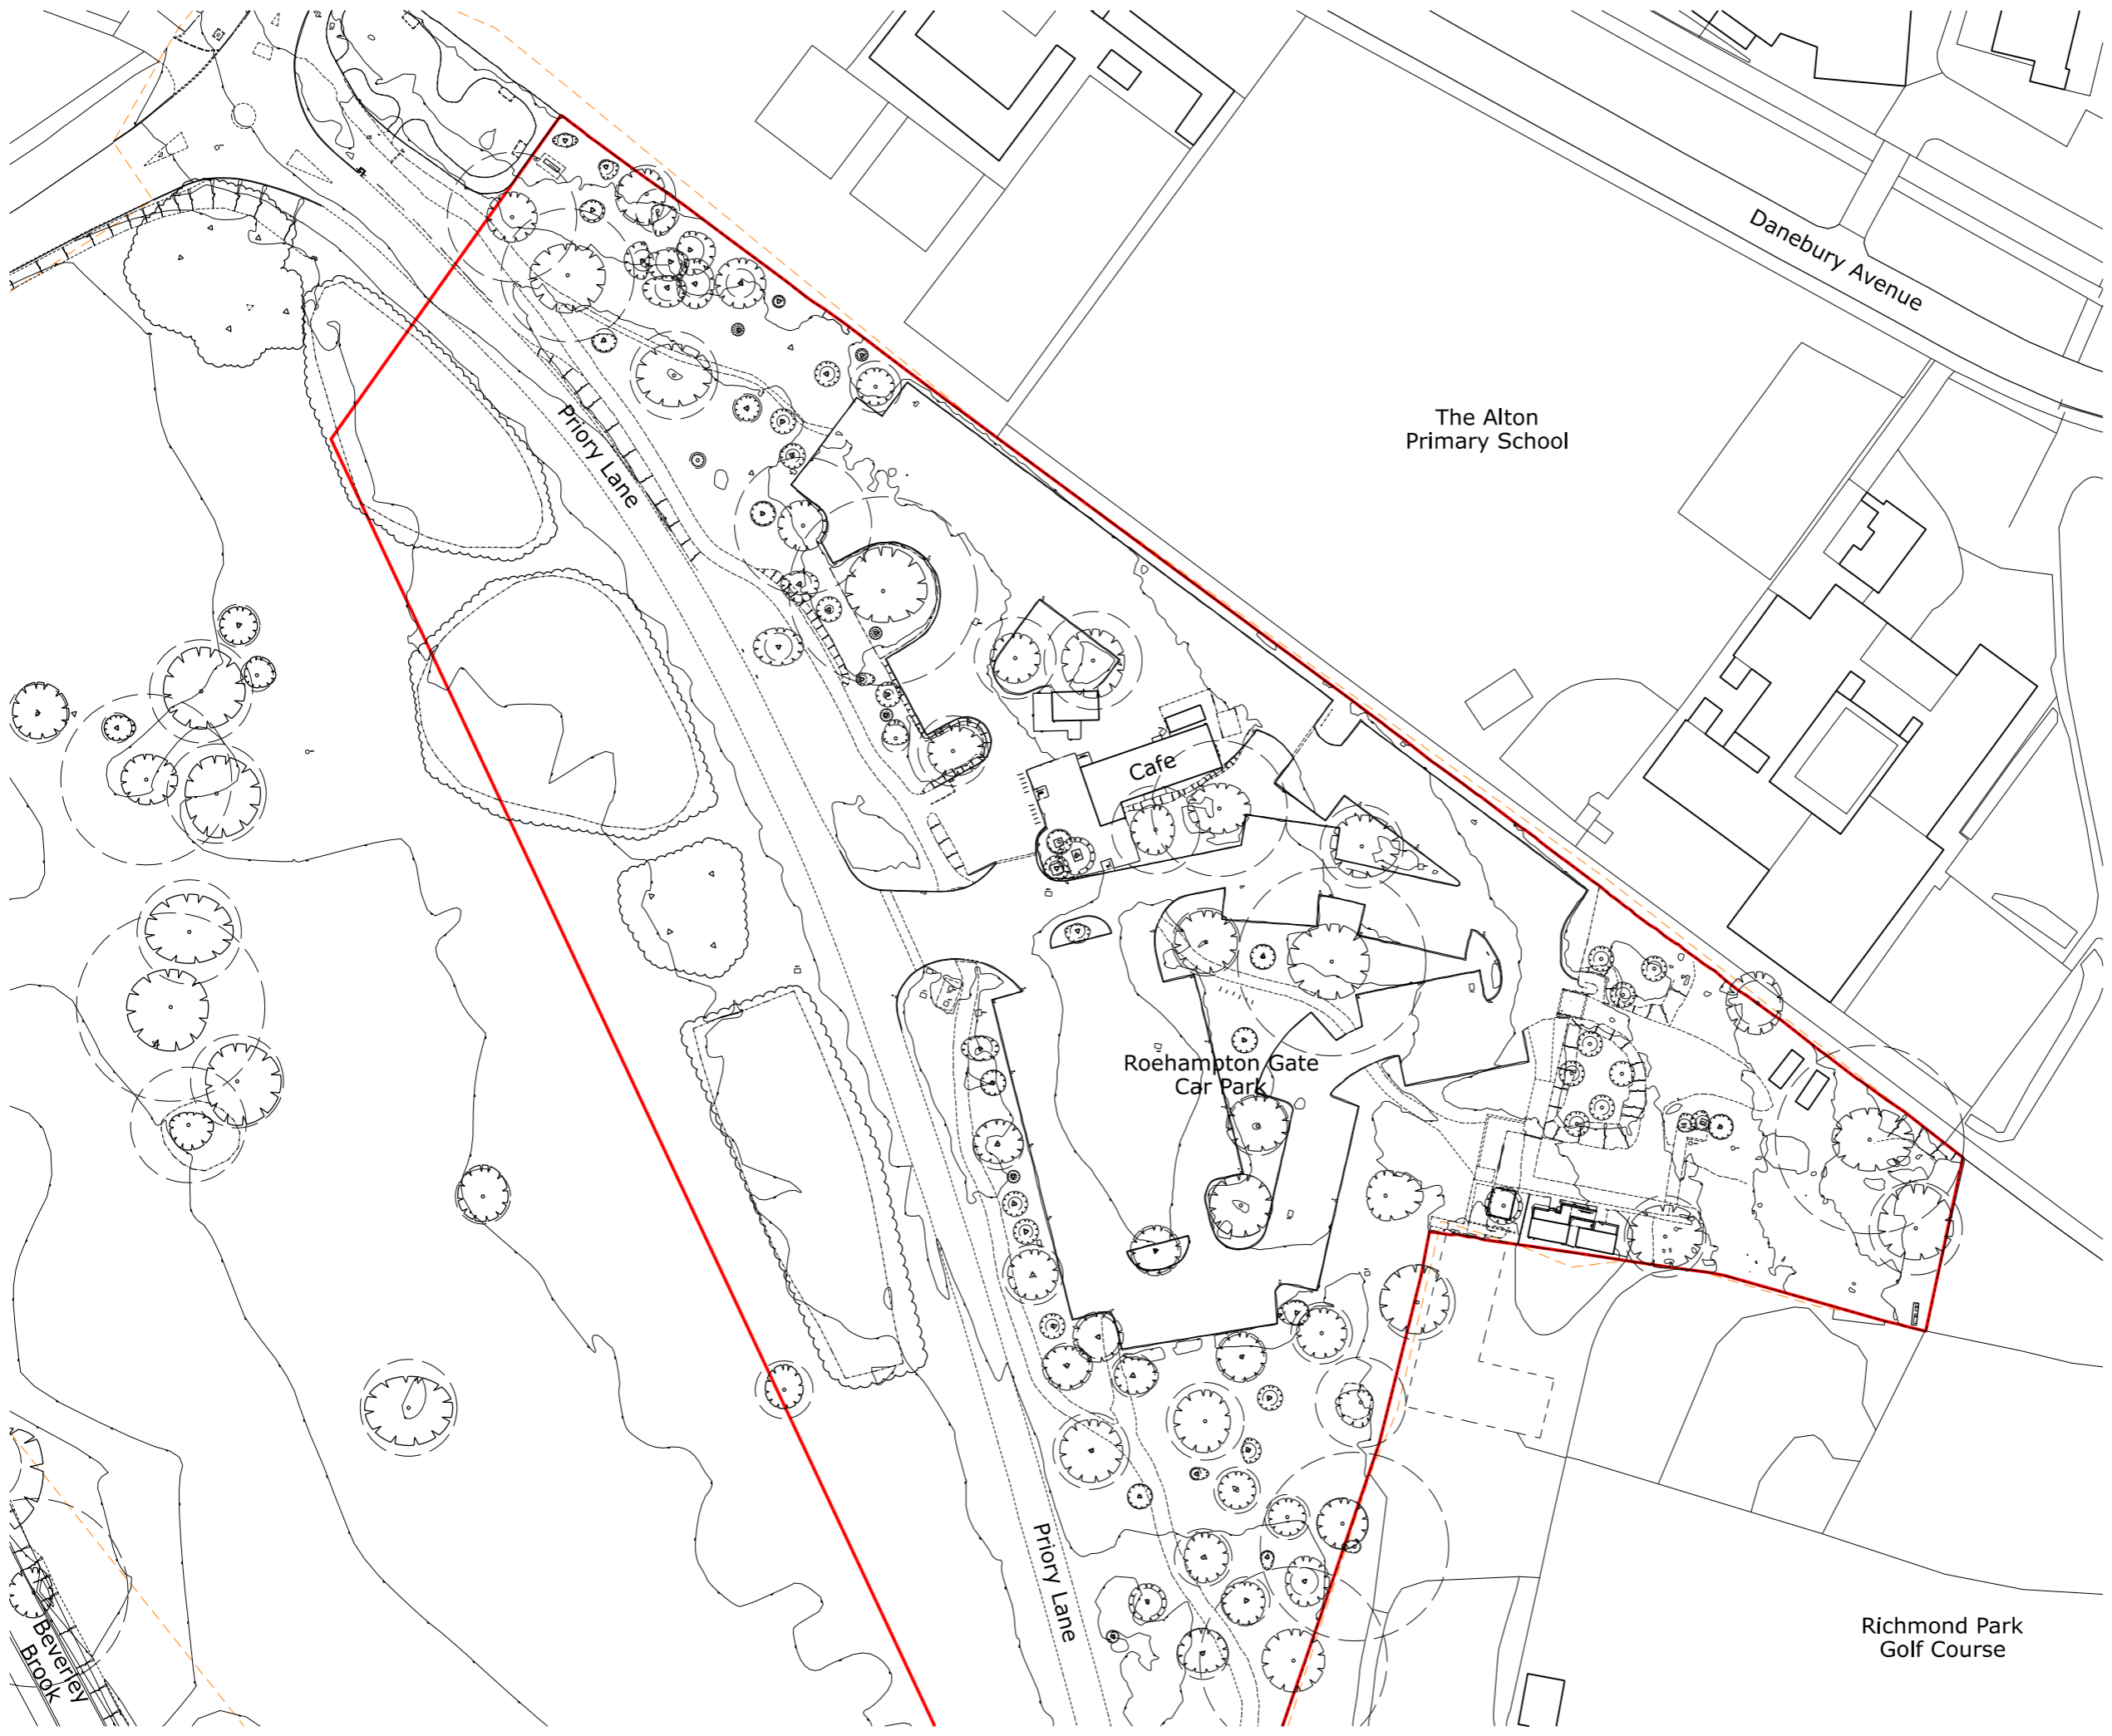 Danebury Avenue
The Alton
Primary School
Priory Lane
Cafe
Roehampton Gate
Car Park
Priory Lane
Beverley
Brook
Richmond Park
Golf Course